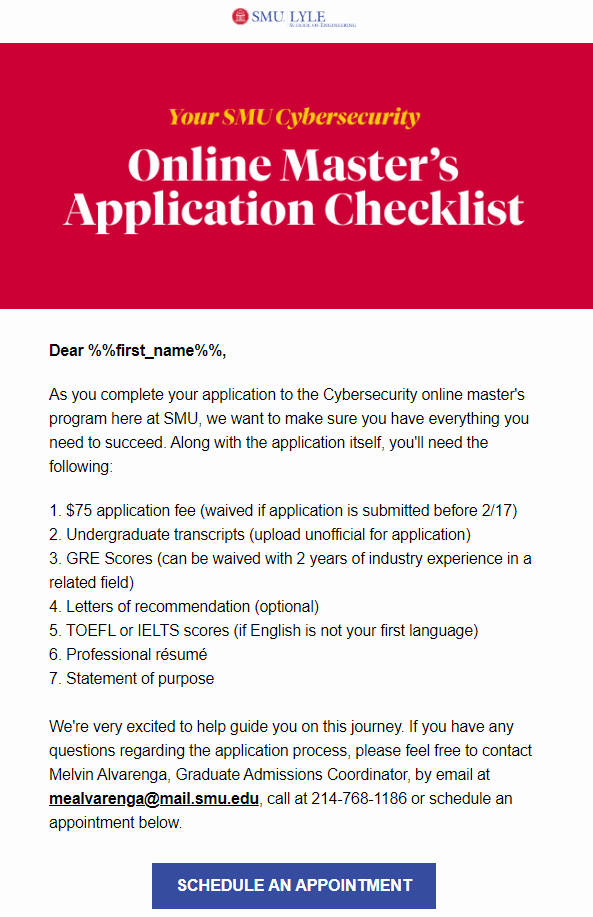 SMU. LYLE
SCHOOL OF ENGINEERING
Your SMU Cybersecurity
Online Master's
Application Checklist
Dear %%first_name%%,
As you complete your application to the Cybersecurity online master's
program here at SMU, we want to make sure you have everything you
need to succeed. Along with the application itself, you'll need the
following:
1. $75 application fee (waived if application is submitted before 2/17)
2. Undergraduate transcripts (upload unofficial for application)
3. GRE Scores (can be waived with 2 years of industry experience in a
related field)
4. Letters of recommendation (optional)
5. TOEFL or IELTS scores (if English is not your first language)
6. Professional résumé
7. Statement of purpose
We're very excited to help guide you on this journey. If you have any
questions regarding the application process, please feel free to contact
Melvin Alvarenga, Graduate Admissions Coordinator, by email at
mealvarenga@mail.smu.edu, call at 214-768-1186 or schedule an
appointment below.
SCHEDULE AN APPOINTMENT